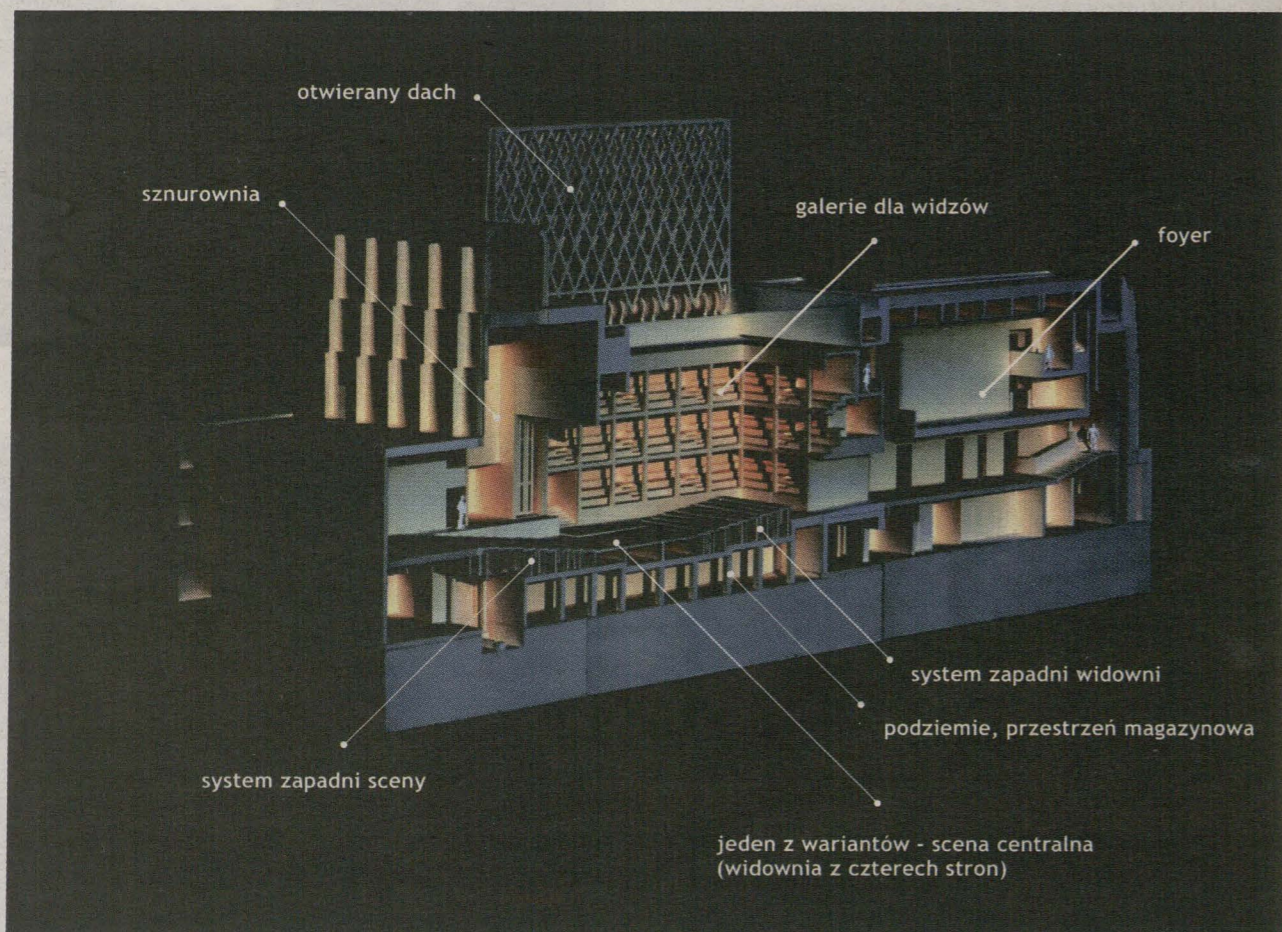 otwierany dach
sznurownia
galerie dla widzów
foyer
system zapadni widowni
podziemie, przestrzeń magazynowa
system zapadni sceny
jeden z wariantów - scena centralna
(widownia z czterech stron)